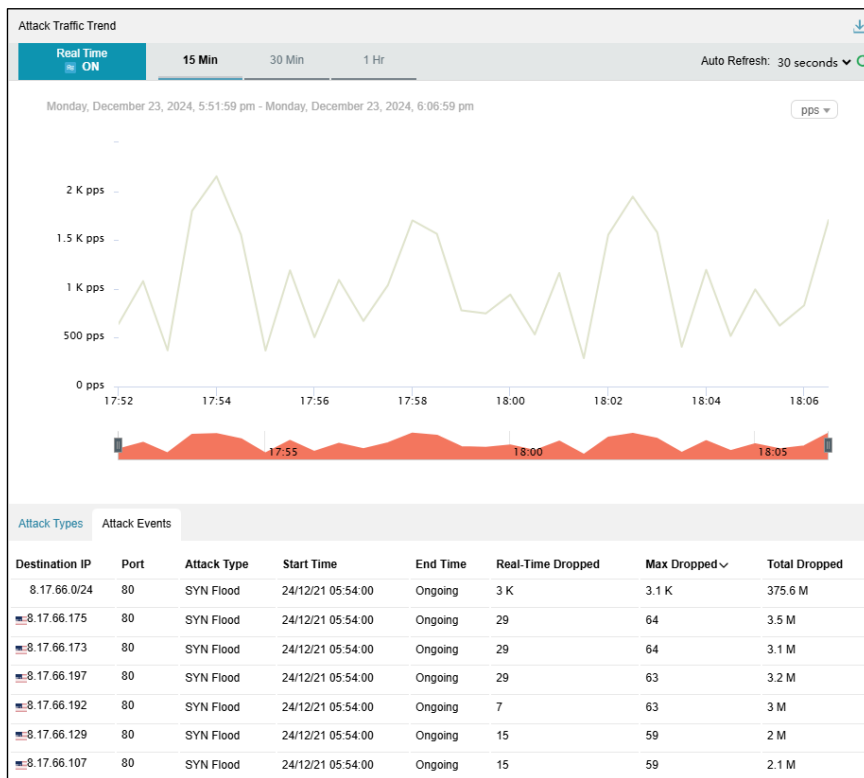 Attack Traffic Trend
Real Time
ON
15 Min 30 Min 1 Hr Auto Refresh: 30 seconds
Monday, December 23, 2024, 5:51:59 pm - Monday, December 23, 2024, 6:06:59 pm
pps
2 K pps
1.5 K pps
1 K pps
500 pps
0 pps
17:52 17:54 17:56 17:58 18:00 18:02 18:04 18:06
17:55 18:00 18:05
Attack Types Attack Events
Destination IP Port Attack Type Start Time End Time Real-Time Dropped Max Dropped Total Dropped
8.17.66.0/24 80 SYN Flood 24/12/21 05:54:00 Ongoing 3 K 3.1 K 375.6 M
8.17.66.175 80 SYN Flood 24/12/21 05:54:00 Ongoing 29 64 3.5 M
8.17.66.173 80 SYN Flood 24/12/21 05:54:00 Ongoing 29 64 3.1 M
8.17.66.197 80 SYN Flood 24/12/21 05:54:00 Ongoing 29 63 3.2 M
8.17.66.192 80 SYN Flood 24/12/21 05:54:00 Ongoing 7 63 3 M
8.17.66.129 80 SYN Flood 24/12/21 05:54:00 Ongoing 15 59 2 M
8.17.66.107 80 SYN Flood 24/12/21 05:54:00 Ongoing 15 59 2.1 M